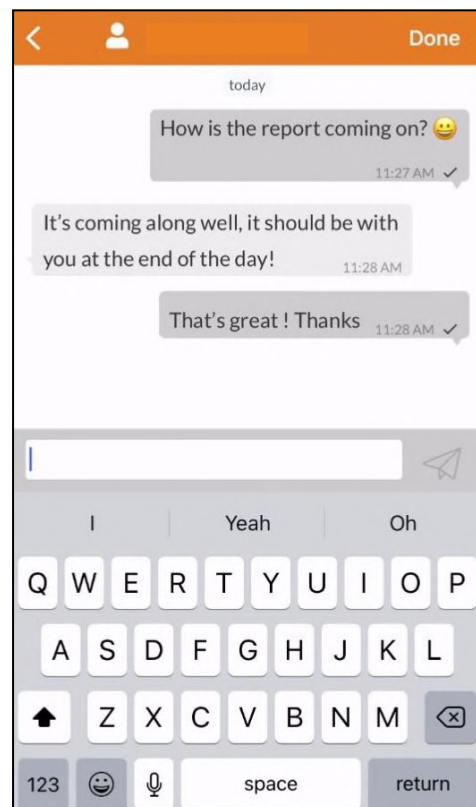 Done
today
How is the report coming on? 😀
11:27 AM ✓
It's coming along well, it should be with
you at the end of the day!
11:28 AM
That's great ! Thanks
11:28 AM ✓
I Yeah Oh
Q W E R T Y U I O P
A S D F G H J K L
Z X C V B N M
123 space return